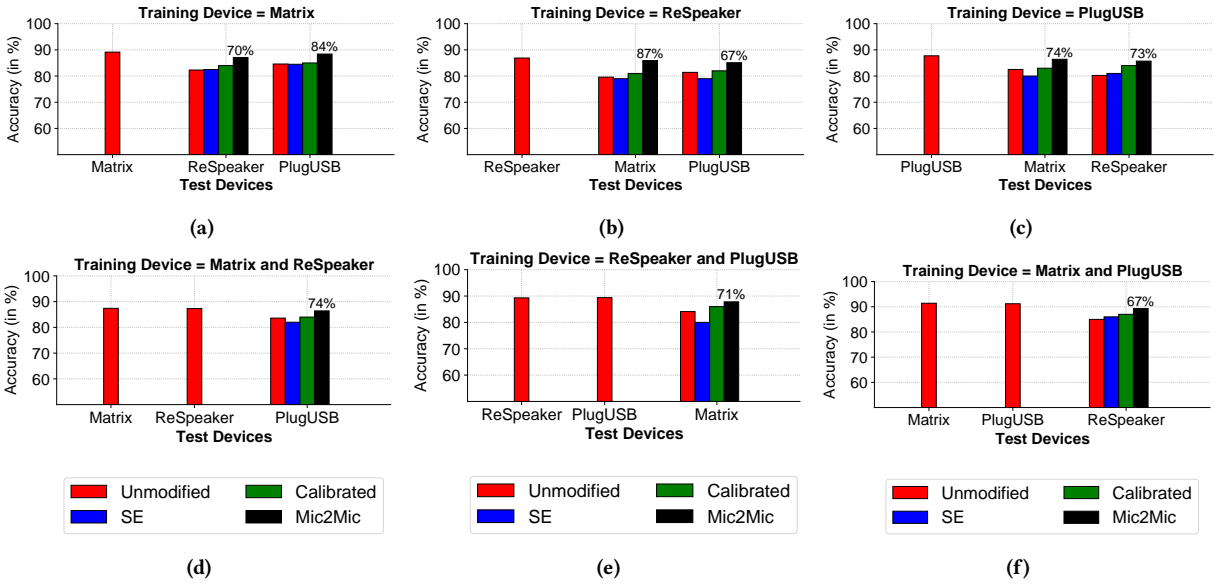 Training Device = Matrix
Accuracy (in %)
100
90
80
70
60
70%
84%
Matrix
ReSpeaker
PlugUSB
Test Devices
(a)
Training Device = ReSpeaker
Accuracy (in %)
100
90
80
70
60
87%
67%
ReSpeaker
Matrix
PlugUSB
Test Devices
(b)
Training Device = PlugUSB
Accuracy (in %)
100
90
80
70
60
74%
73%
PlugUSB
Matrix
ReSpeaker
Test Devices
(c)
Training Device = Matrix and ReSpeaker
Accuracy (in %)
100
90
80
70
60
74%
Matrix
ReSpeaker
PlugUSB
Test Devices
Unmodified
Calibrated
SE
Mic2Mic
(d)
Training Device = ReSpeaker and PlugUSB
Accuracy (in %)
100
90
80
70
60
71%
ReSpeaker
PlugUSB
Matrix
Test Devices
Unmodified
Calibrated
SE
Mic2Mic
(e)
Training Device = Matrix and PlugUSB
Accuracy (in %)
100
90
80
70
60
67%
Matrix
PlugUSB
ReSpeaker
Test Devices
Unmodified
Calibrated
SE
Mic2Mic
(f)